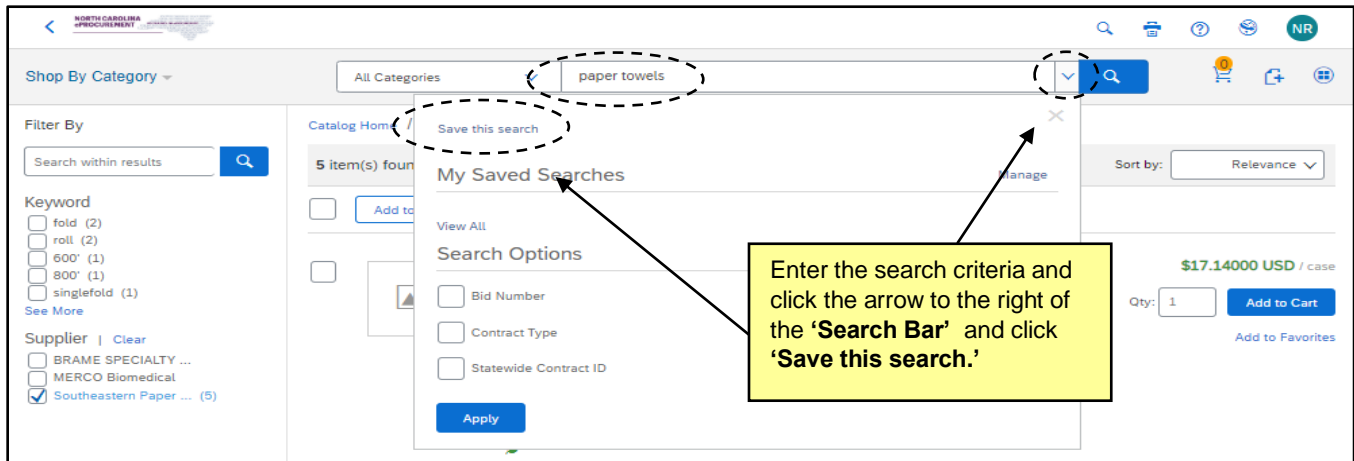 NORTH CAROLINA
ePROCUREMENT
NR
Shop By Category
All Categories
paper towels
0
Filter By
Search within results
Keyword
fold (2)
roll (2)
600' (1)
800' (1)
singlefold (1)
See More
Supplier | Clear
BRAME SPECIALTY ...
MERCO Biomedical
Southeastern Paper ... (5)
Catalog Home /
5 item(s) foun
Add to
Save this search
My Saved Searches
Manage
View All
Search Options
Bid Number
Contract Type
Statewide Contract ID
Apply
Sort by: Relevance
$17.14000 USD / case
Qty: 1 Add to Cart
Add to Favorites
Enter the search criteria and
click the arrow to the right of
the ‘Search Bar’ and click
‘Save this search.’